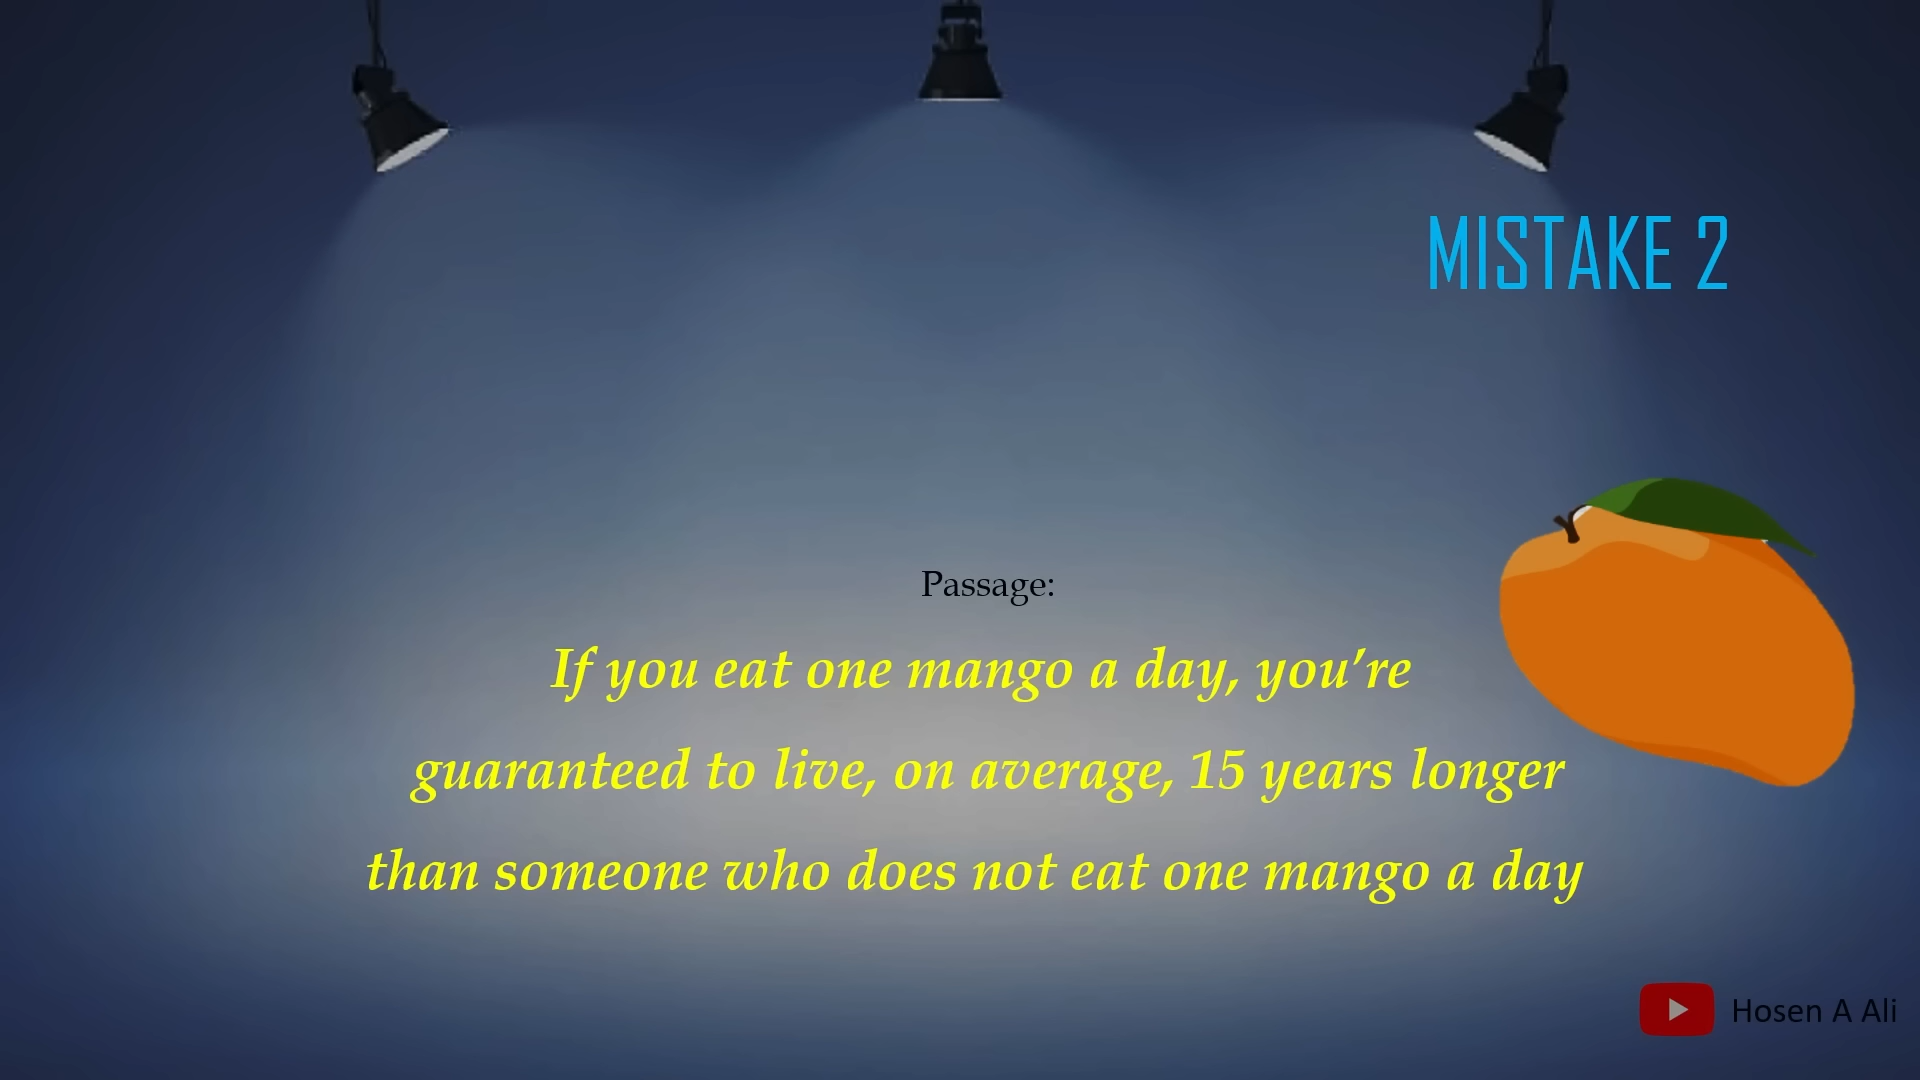 MISTAKE 2
Passage:
If you eat one mango a day, you’re
guaranteed to live, on average, 15 years longer
than someone who does not eat one mango a day
Hosen A Ali